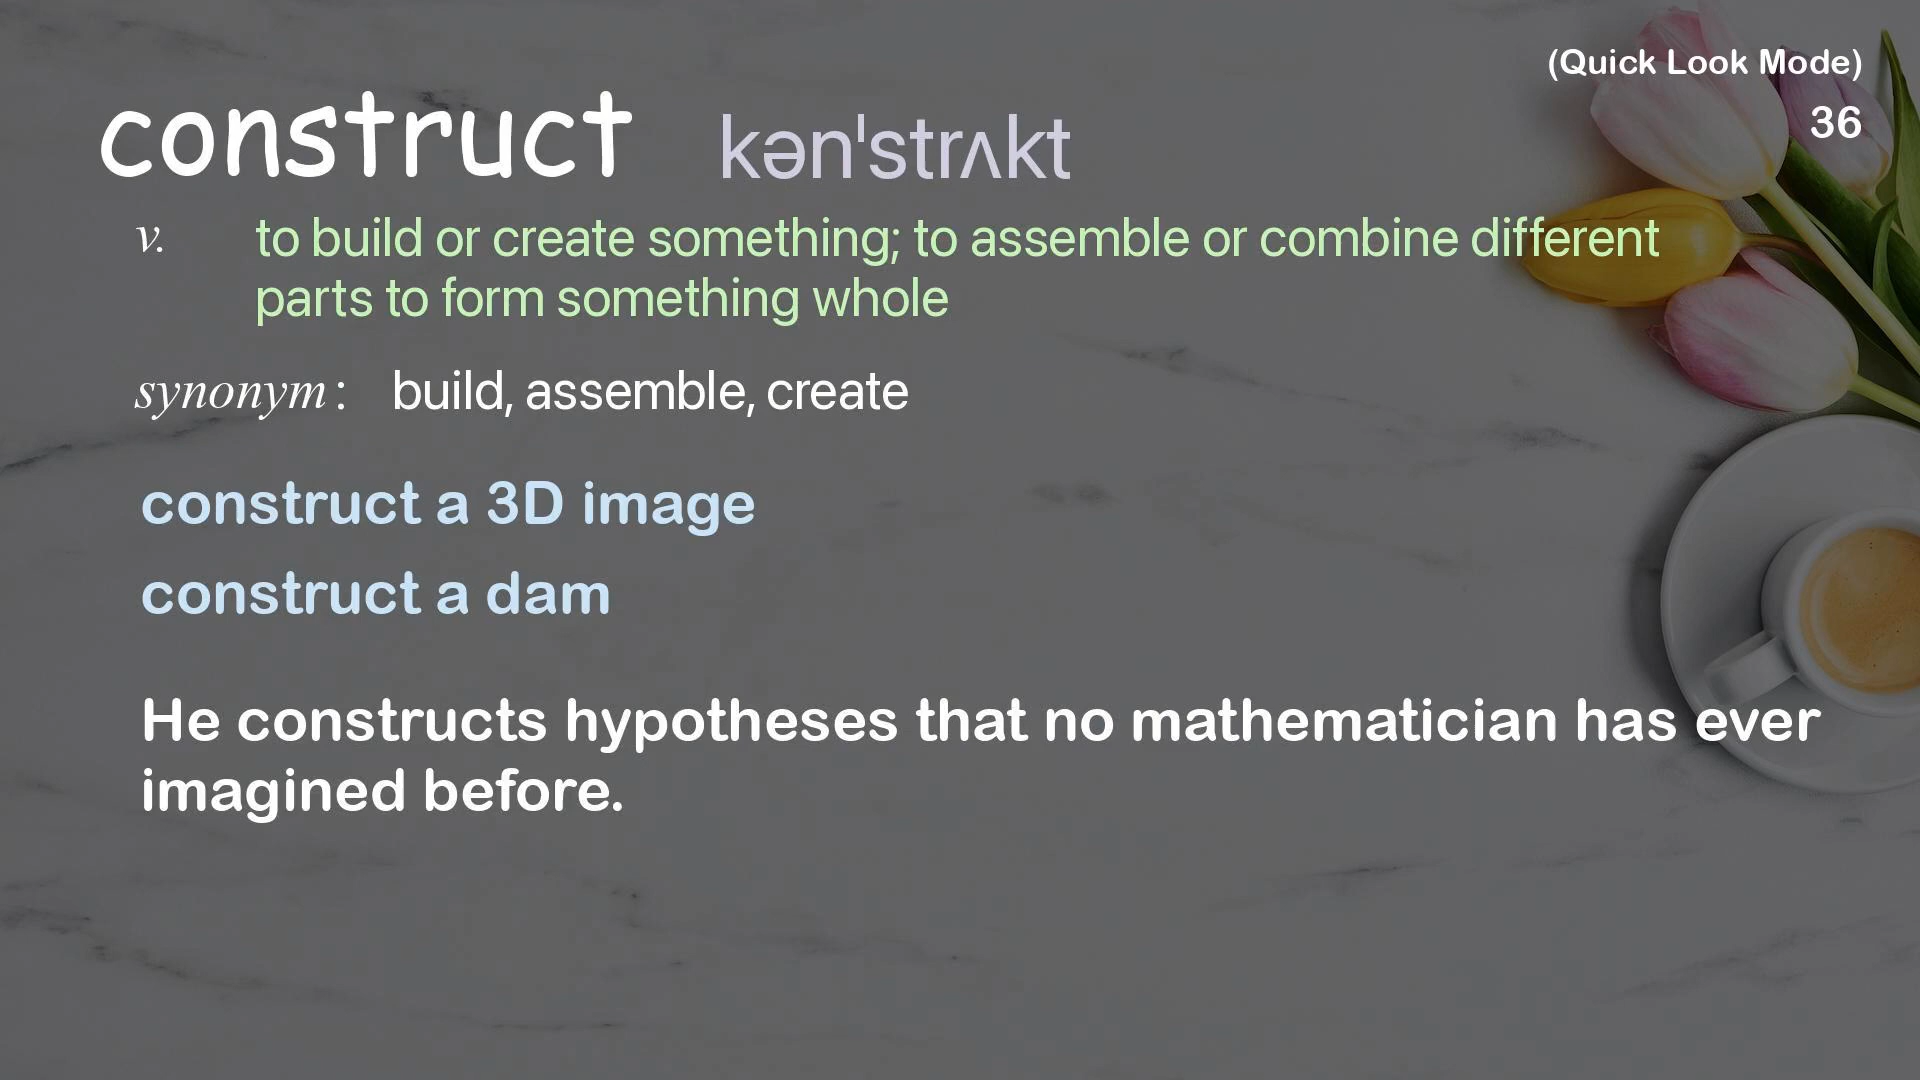 (Quick Look Mode)
36
construct kən'strʌkt
v. to build or create something; to assemble or combine different
parts to form something whole
synonym: build, assemble, create
construct a 3D image
construct a dam
He constructs hypotheses that no mathematician has ever
imagined before.